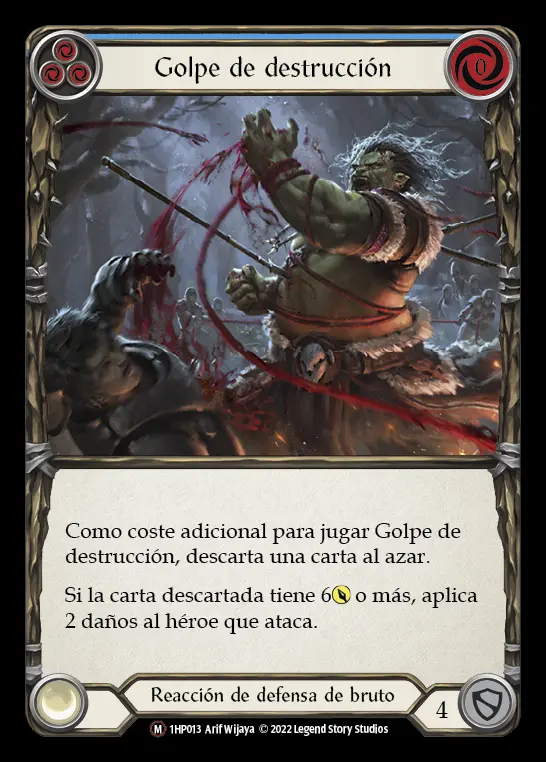 Golpe de destrucción
0
Como coste adicional para jugar Golpe de
destrucción, descarta una carta al azar.
Si la carta descartada tiene 6 o más, aplica
2 daños al héroe que ataca.
Reacción de defensa de bruto
4
M 1HP013 Arif Wijaya © 2022 Legend Story Studios